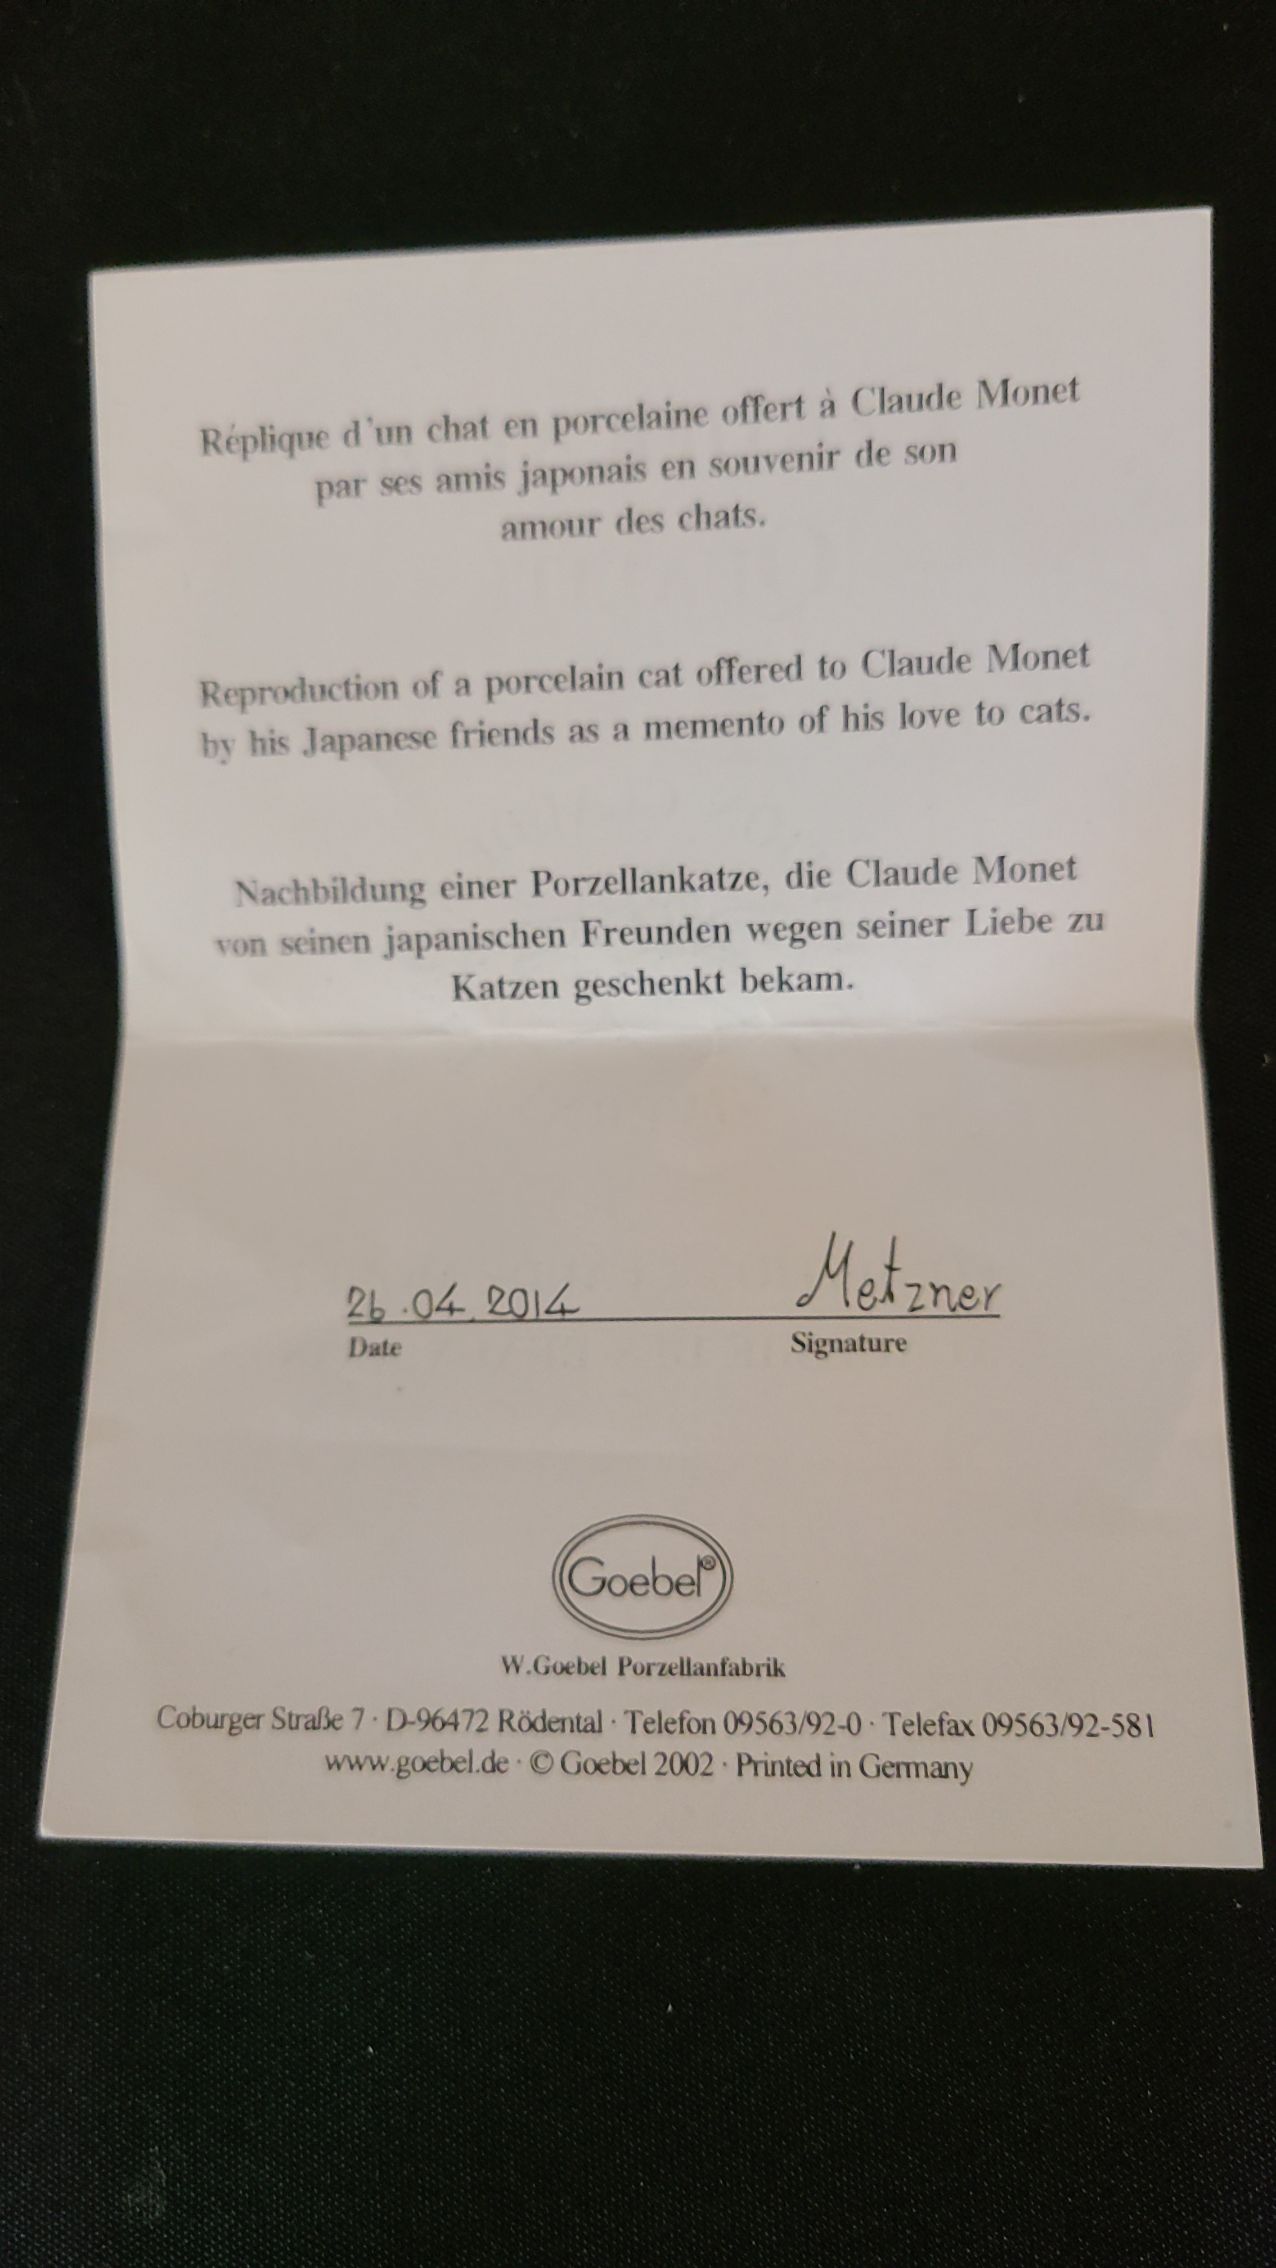 Réplique d'un chat en porcelaine offert à Claude Monet
par ses amis japonais en souvenir de son
amour des chats.
Reproduction of a porcelain cat offered to Claude Monet
by his Japanese friends as a memento of his love to cats.
Nachbildung einer Porzellankatze, die Claude Monet
von seinen japanischen Freunden wegen seiner Liebe zu
Katzen geschenkt bekam.
26.04.2014 Metzner
Date Signature
Goebel®
W.Goebel Porzellanfabrik
Coburger Straße 7 · D-96472 Rödental · Telefon 09563/92-0 · Telefax 09563/92-581
www.goebel.de · © Goebel 2002 · Printed in Germany